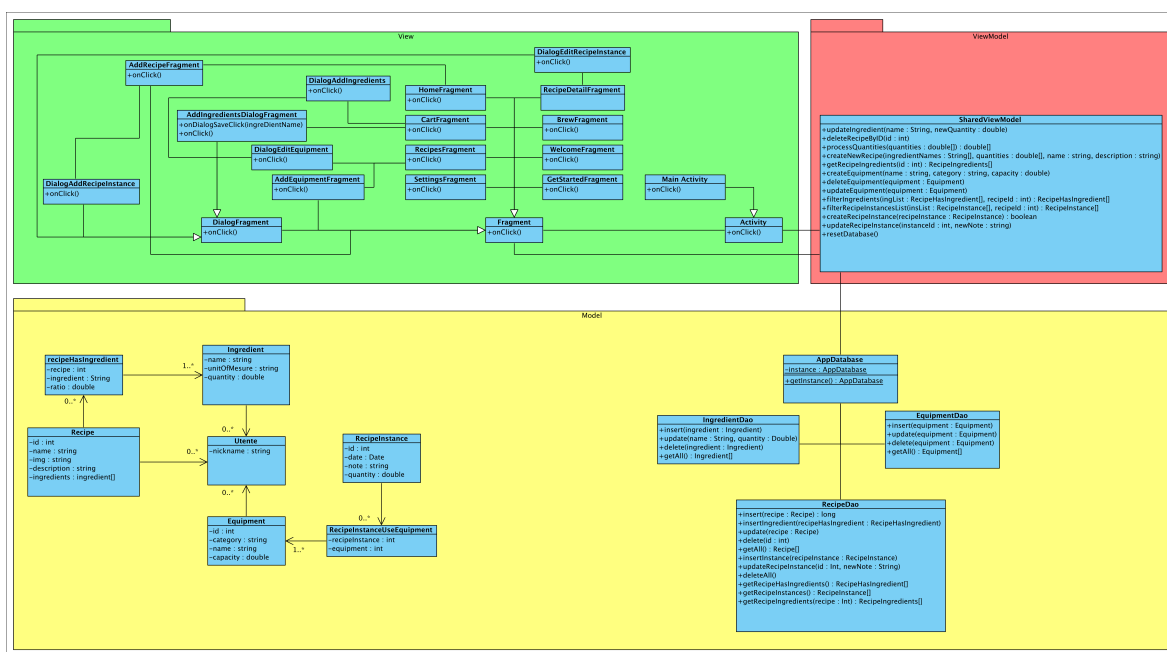 View
AddRecipeFragment
+onClick()
DialogEditRecipeInstance
+onClick()
DialogAddIngredients
+onClick()
HomeFragment
+onClick()
RecipeDetailFragment
AddIngredientsDialogFragment
+onDialogSaveClick(ingreDientName)
+onClick()
CartFragment
+onClick()
BrewFragment
+onClick()
DialogEditEquipment
+onClick()
RecipesFragment
+onClick()
WelcomeFragment
+onClick()
DialogAddRecipeInstance
+onClick()
AddEquipmentFragment
+onClick()
SettingsFragment
+onClick()
GetStartedFragment
+onClick()
Main Activity
+onClick()
DialogFragment
+onClick()
Fragment
+onClick()
Activity
+onClick()
ViewModel
SharedViewModel
+updateIngredient(name : String, newQuantity : double)
+deleteRecipeByID(id : int)
+processQuantities(quantities : double[]) : double[]
+createNewRecipe(ingredientNames : String[], quantities : double[], name : string, description : string)
+getRecipeIngredients(id : int) : RecipeIngredients[]
+createEquipment(name : string, category : string, capacity : double)
+deleteEquipment(equipment : Equipment)
+updateEquipment(equipment : Equipment)
+filterIngredients(ingList : RecipeHasIngredient[], recipeId : int) : RecipeHasIngredient[]
+filterRecipeInstancesList(insList : RecipeInstance[], recipeId : int) : RecipeInstance[]
+createRecipeInstance(recipeInstance : RecipeInstance) : boolean
+updateRecipeInstance(instanceId : int, newNote : string)
+resetDatabase()
Model
recipeHasIngredient
-recipe : int
-ingredient : String
-ratio : double
1..*
0..*
Ingredient
-name : string
-unitOfMesure : string
-quantity : double
Recipe
-id : int
-name : string
-img : string
-description : string
-ingredients : ingredient[]
0..*
0..*
Utente
-nickname : string
0..*
RecipeInstance
-id : int
-date : Date
-note : string
-quantity : double
0..*
Equipment
-id : int
-category : string
-name : string
-capacity : double
1..*
RecipeInstanceUseEquipment
-recipeInstance : int
-equipment : int
AppDatabase
-instance : AppDatabase
+getInstance() : AppDatabase
IngredientDao
+insert(ingredient : Ingredient)
+update(name : String, quantity : Double)
+delete(ingredient : Ingredient)
+getAll() : Ingredient[]
EquipmentDao
+insert(equipment : Equipment)
+update(equipment : Equipment)
+delete(equipment : Equipment)
+getAll() : Equipment[]
RecipeDao
+insert(recipe : Recipe) : long
+insertIngredient(recipeHasIngredient : RecipeHasIngredient)
+update(recipe : Recipe)
+delete(id : int)
+getAll() : Recipe[]
+insertInstance(recipeInstance : RecipeInstance)
+updateRecipeInstance(id : Int, newNote : String)
+deleteAll()
+getRecipeHasIngredients() : RecipeHasIngredient[]
+getRecipeInstances() : RecipeInstance[]
+getRecipeIngredients(recipe : Int) : RecipeIngredients[]